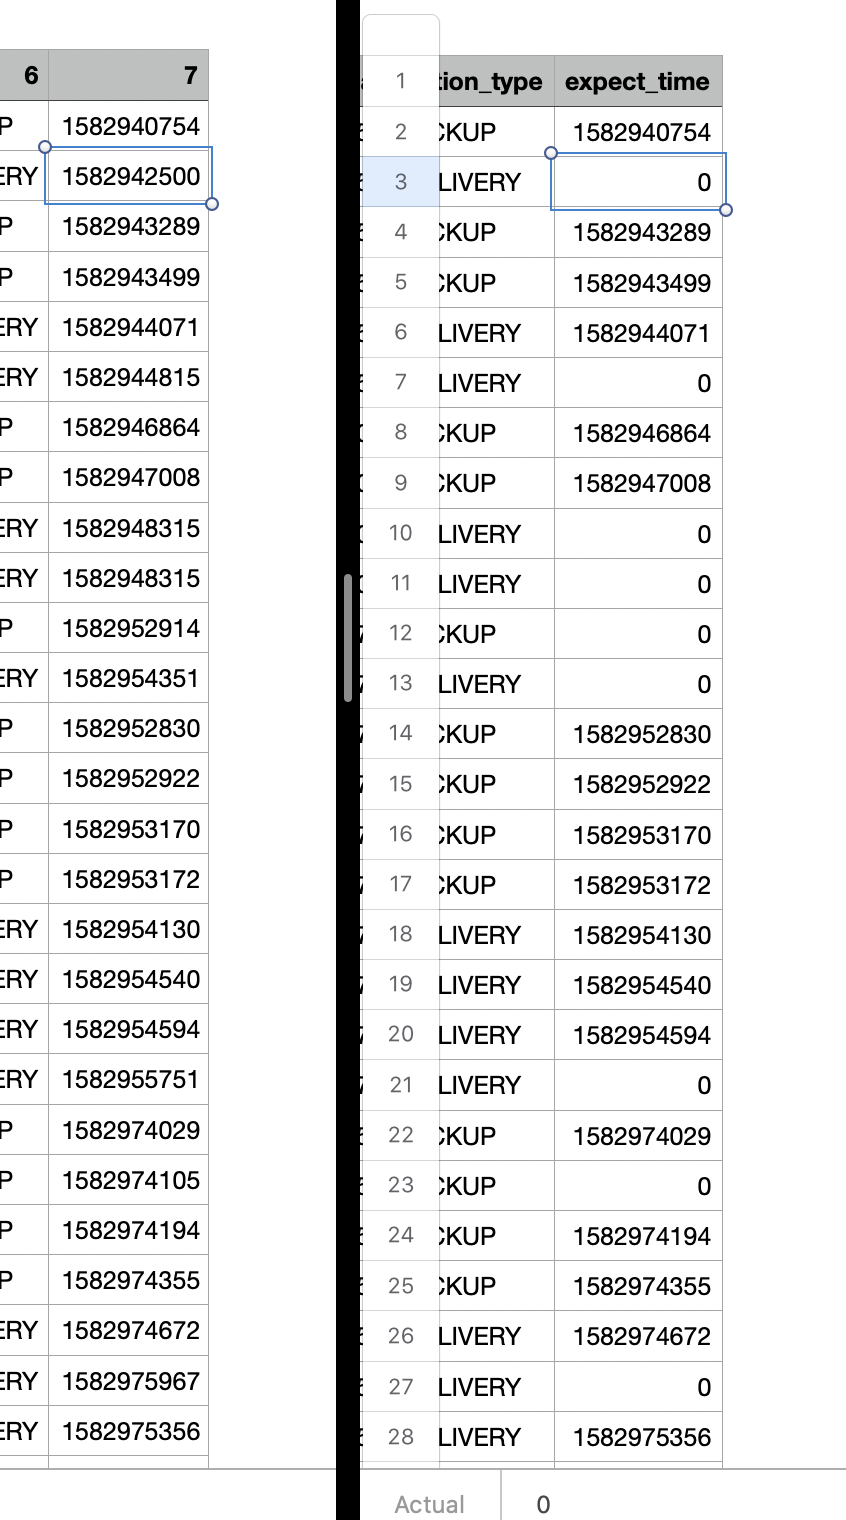 6 7
P 1582940754
ERY 1582942500
P 1582943289
P 1582943499
ERY 1582944071
ERY 1582944815
P 1582946864
P 1582947008
ERY 1582948315
ERY 1582948315
P 1582952914
ERY 1582954351
P 1582952830
P 1582952922
P 1582953170
P 1582953172
ERY 1582954130
ERY 1582954540
ERY 1582954594
ERY 1582955751
P 1582974029
P 1582974105
P 1582974194
P 1582974355
ERY 1582974672
ERY 1582975967
ERY 1582975356
1 tion_type expect_time
2 CKUP 1582940754
3 LIVERY 0
4 CKUP 1582943289
5 CKUP 1582943499
6 LIVERY 1582944071
7 LIVERY 0
8 CKUP 1582946864
9 CKUP 1582947008
10 LIVERY 0
11 LIVERY 0
12 CKUP 0
13 LIVERY 0
14 CKUP 1582952830
15 CKUP 1582952922
16 CKUP 1582953170
17 CKUP 1582953172
18 LIVERY 1582954130
19 LIVERY 1582954540
20 LIVERY 1582954594
21 LIVERY 0
22 CKUP 1582974029
23 CKUP 0
24 CKUP 1582974194
25 CKUP 1582974355
26 LIVERY 1582974672
27 LIVERY 0
28 LIVERY 1582975356
Actual 0